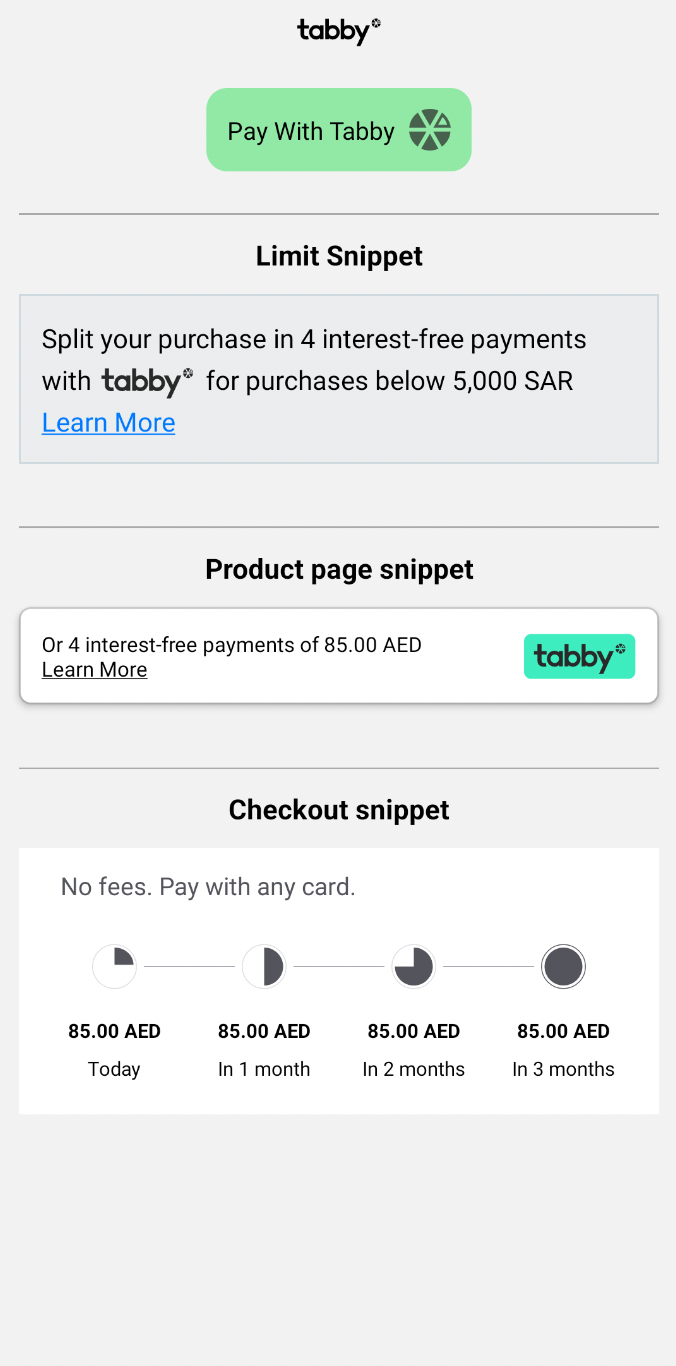 tabby
Pay With Tabby
Limit Snippet
Split your purchase in 4 interest-free payments
with tabby for purchases below 5,000 SAR
Learn More
Product page snippet
Or 4 interest-free payments of 85.00 AED
Learn More
tabby
Checkout snippet
No fees. Pay with any card.
85.00 AED 85.00 AED 85.00 AED 85.00 AED
Today In 1 month In 2 months In 3 months